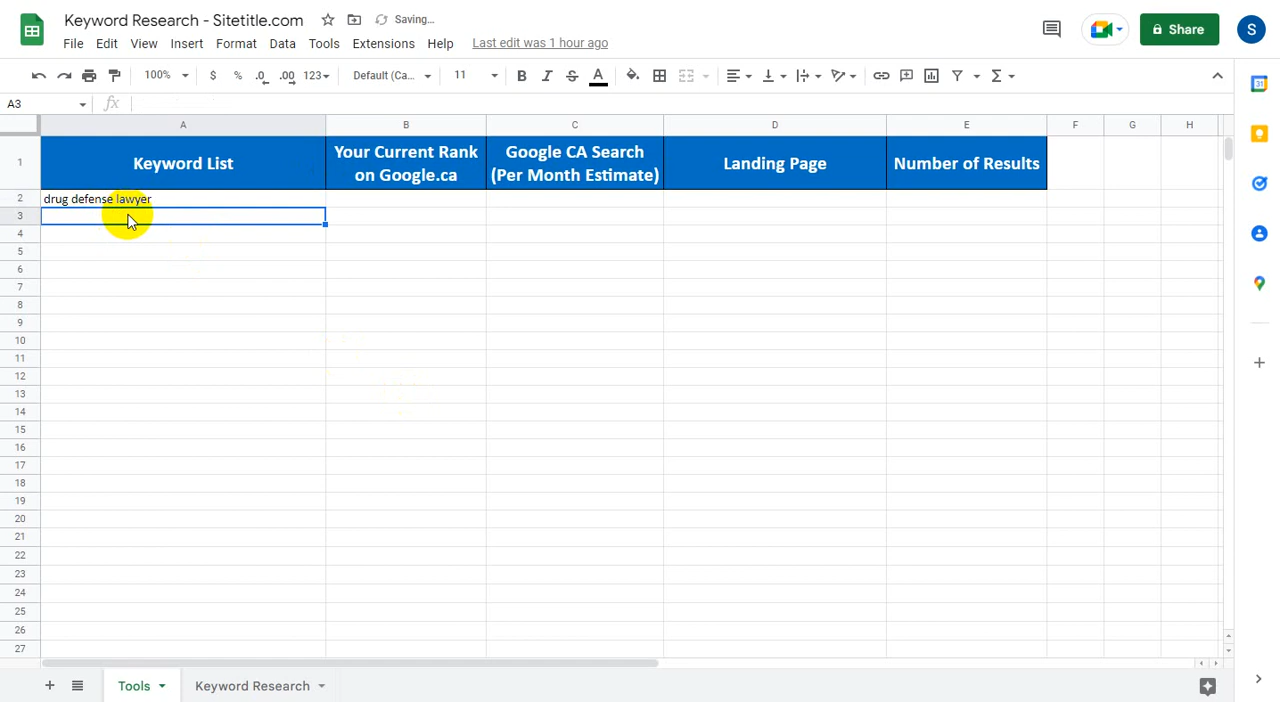 Keyword Research - Sitetitle.com
Saving...
S
Share
File Edit View Insert Format Data Tools Extensions Help Last edit was 1 hour ago
100% $ % .0 .00 123 Default (Ca... 11 B I S A
A3 fx
A B C D E F G H
1 Keyword List
Your Current Rank
on Google.ca
Google CA Search
(Per Month Estimate)
Landing Page
Number of Results
2 drug defense lawyer
3
4
5
6
7
8
9
10
11
12
13
14
15
16
17
18
19
20
21
22
23
24
25
26
27
Tools Keyword Research
31